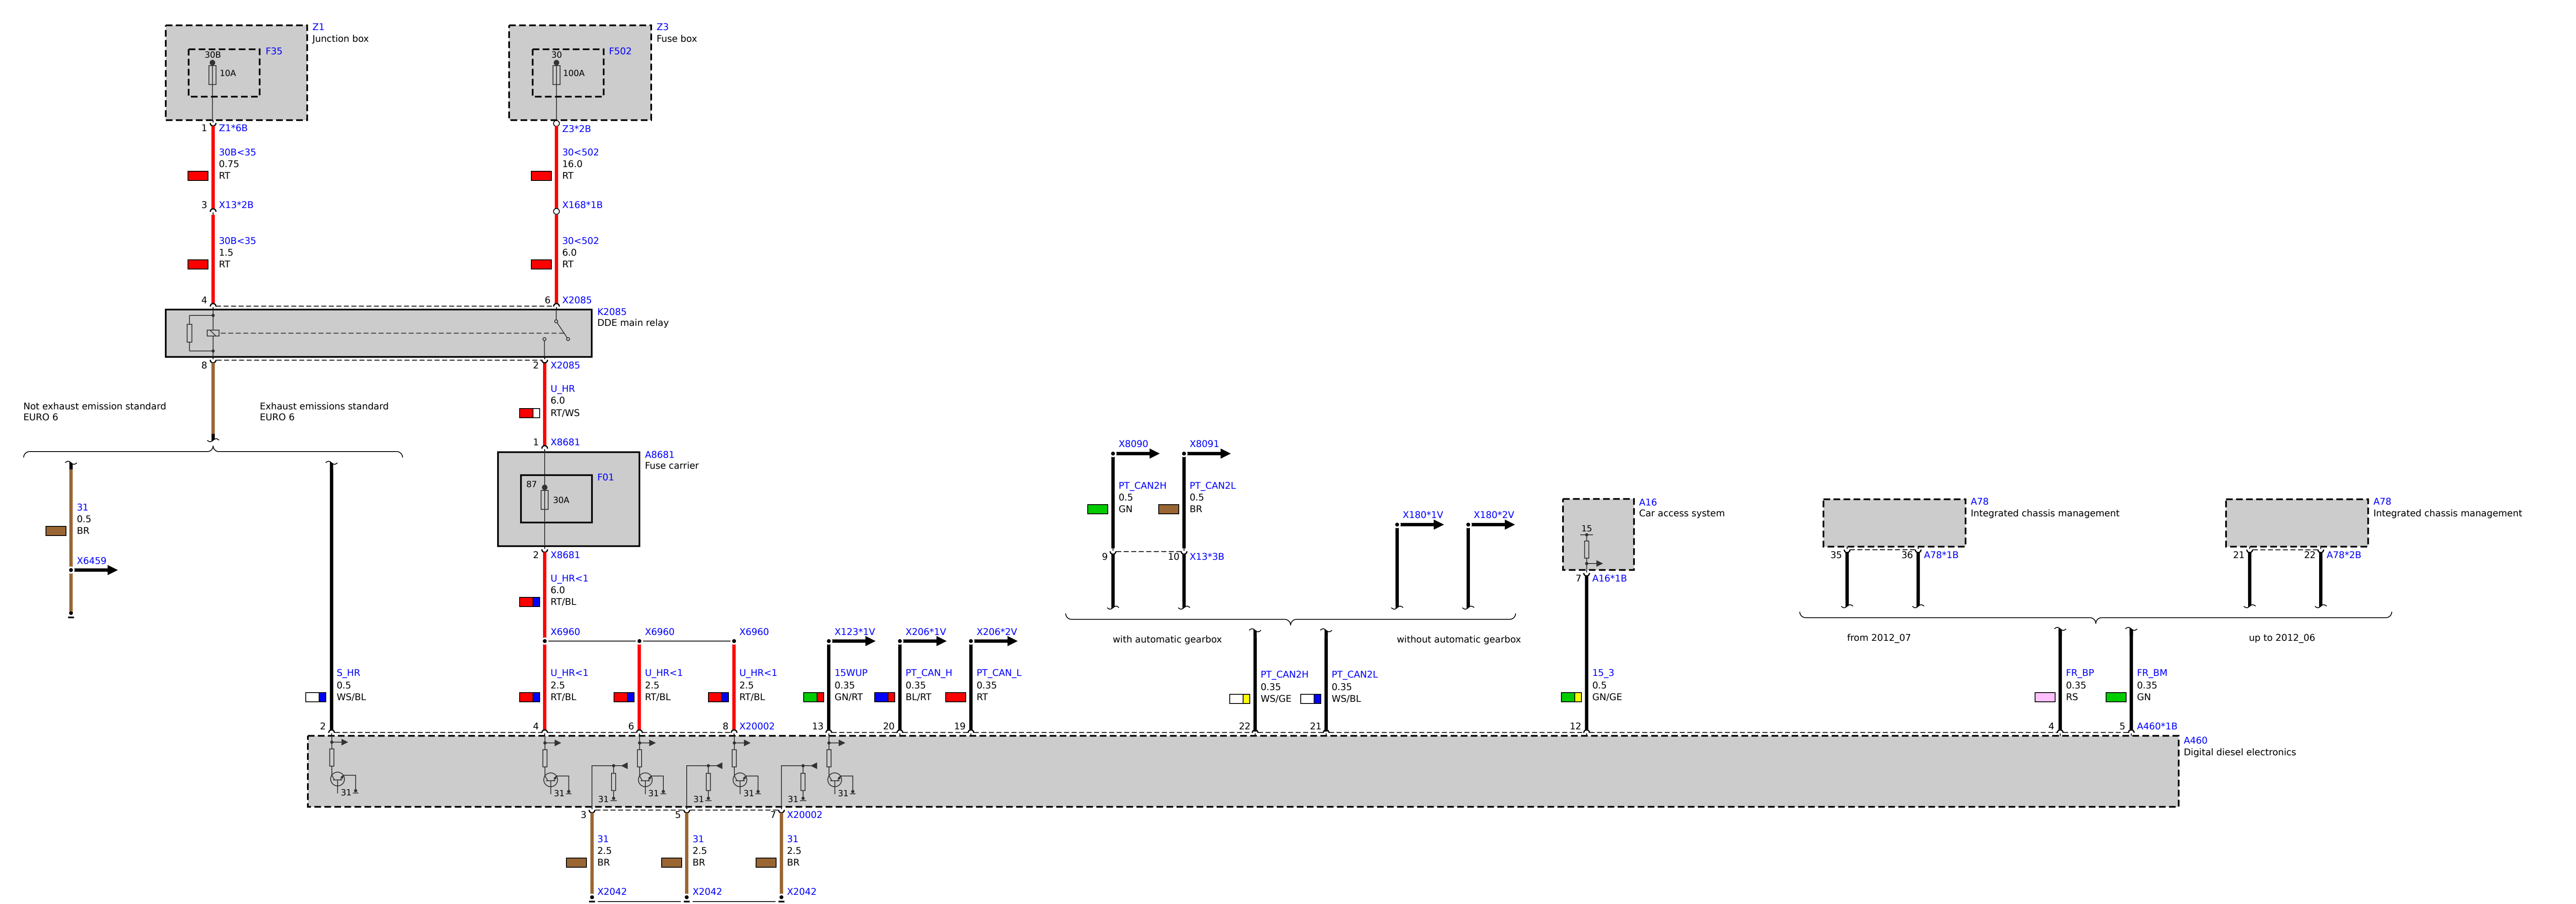 Z1
Junction box
30B
F35
10A
Z3
Fuse box
30
F502
100A
1 Z1*6B
Z3*2B
30B<35
0.75
RT
30<502
16.0
RT
3 X13*2B
X168*1B
30B<35
1.5
RT
30<502
6.0
RT
4
6 X2085
K2085
DDE main relay
8
2 X2085
U_HR
6.0
RT/WS
Not exhaust emission standard
EURO 6
Exhaust emissions standard
EURO 6
1 X8681
A8681
Fuse carrier
87
F01
30A
2 X8681
31
0.5
BR
X6459
U_HR<1
6.0
RT/BL
X8090
X8091
PT_CAN2H
0.5
GN
PT_CAN2L
0.5
BR
9
10 X13*3B
X180*1V
X180*2V
with automatic gearbox
without automatic gearbox
A16
Car access system
15
7 A16*1B
A78
Integrated chassis management
35
36 A78*1B
A78
Integrated chassis management
21
22 A78*2B
from 2012_07
up to 2012_06
X6960
X6960
X6960
X123*1V
X206*1V
X206*2V
S_HR
0.5
WS/BL
U_HR<1
2.5
RT/BL
U_HR<1
2.5
RT/BL
U_HR<1
2.5
RT/BL
15WUP
0.35
GN/RT
PT_CAN_H
0.35
BL/RT
PT_CAN_L
0.35
RT
PT_CAN2H
0.35
WS/GE
PT_CAN2L
0.35
WS/BL
15_3
0.5
GN/GE
FR_BP
0.35
RS
FR_BM
0.35
GN
2
4
6
8 X20002
13
20
19
22
21
12
4
5 A460*1B
A460
Digital diesel electronics
31
31
31
31
31
31
31
31
3
5
7 X20002
31
2.5
BR
31
2.5
BR
31
2.5
BR
X2042
X2042
X2042